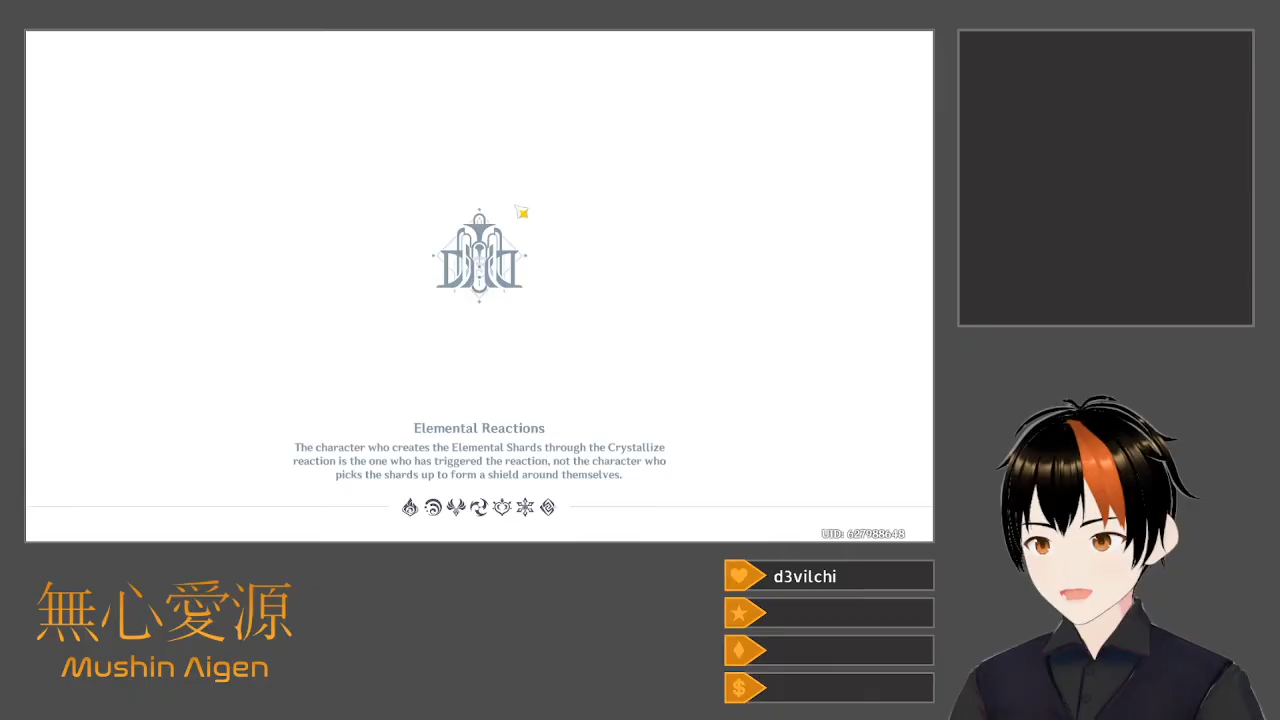 Elemental Reactions
The character who creates the Elemental Shards through the Crystallize
reaction is the one who has triggered the reaction, not the character who
picks the shards up to form a shield around themselves.
UID: 627988648
d3vilchi
無心愛源
Mushin Aigen
$